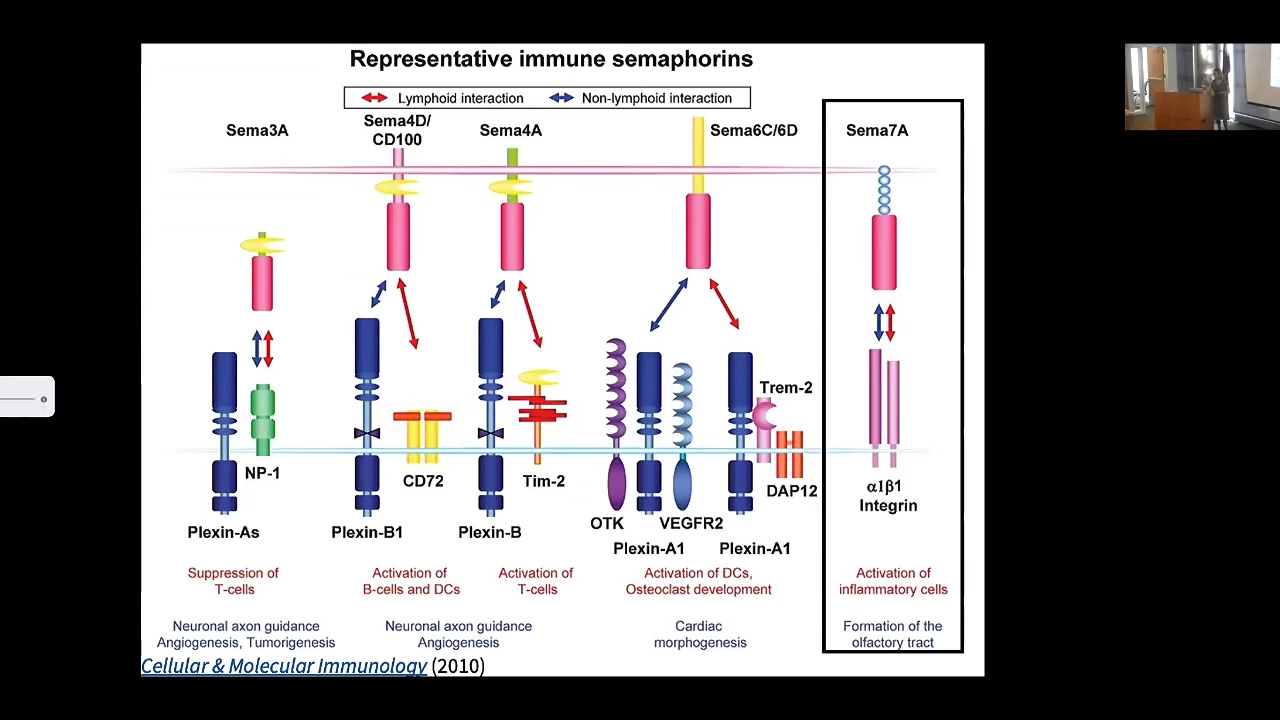 Representative immune semaphorins
Lymphoid interaction
Non-lymphoid interaction
Sema3A
Sema4D/
CD100
Sema4A
Sema6C/6D
Sema7A
NP-1
Plexin-As
CD72
Plexin-B1
Tim-2
Plexin-B
Trem-2
DAP12
OTK
VEGFR2
Plexin-A1
Plexin-A1
α1β1
Integrin
Suppression of
T-cells
Activation of
B-cells and DCs
Activation of
T-cells
Activation of DCs,
Osteoclast development
Activation of
inflammatory cells
Neuronal axon guidance
Angiogenesis, Tumorigenesis
Neuronal axon guidance
Angiogenesis
Cardiac
morphogenesis
Formation of the
olfactory tract
Cellular & Molecular Immunology (2010)